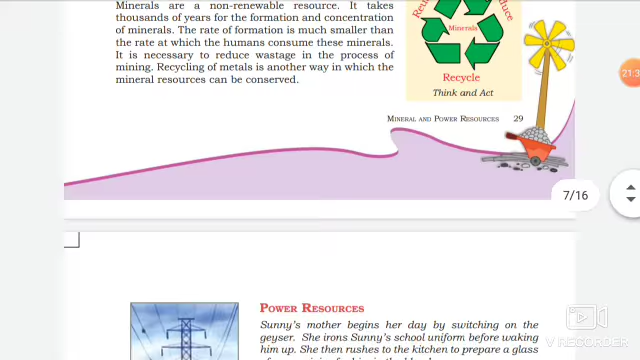 Minerals are a non-renewable resource. It takes
thousands of years for the formation and concentration
of minerals. The rate of formation is much smaller than
the rate at which the humans consume these minerals.
It is necessary to reduce wastage in the process of
mining. Recycling of metals is another way in which the
mineral resources can be conserved.
Minerals
Recycle
Think and Act
MINERAL AND POWER RESOURCES 29
21:3
7/16
POWER RESOURCES
Sunny's mother begins her day by switching on the
geyser. She irons Sunny's school uniform before waking
him up. She then rushes to the kitchen to prepare a glass
V RECORDER